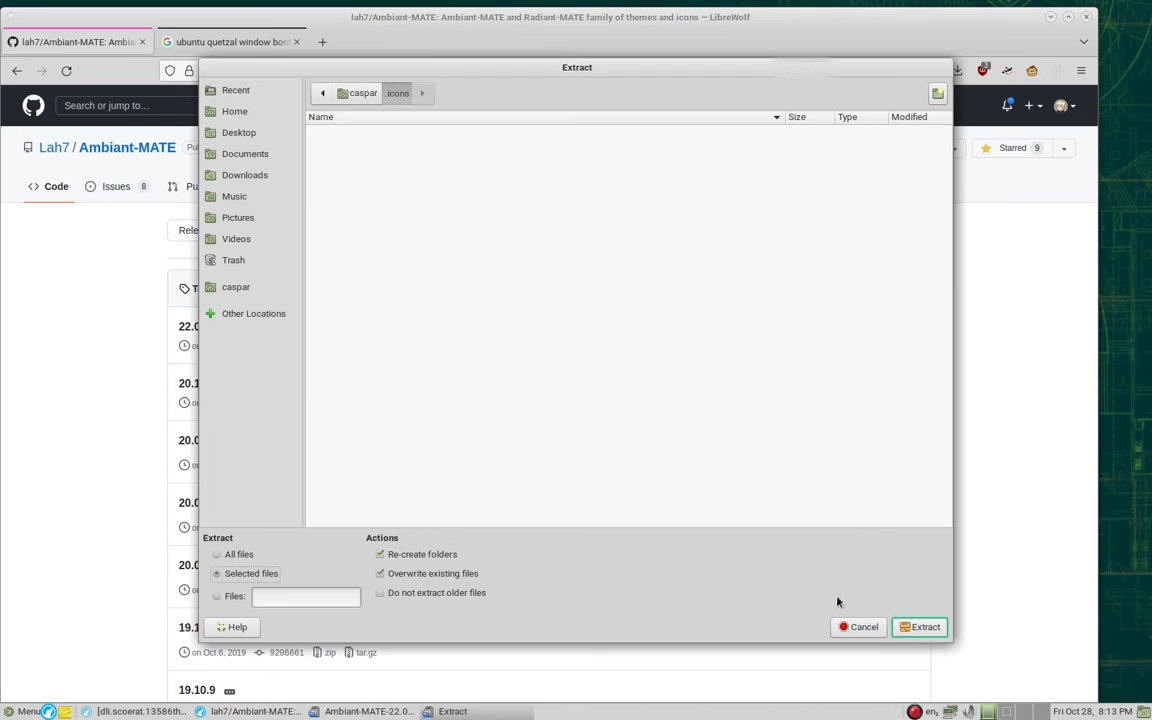 lah7/Ambiant-MATE: Ambiant-MATE and Radiant-MATE family of themes and icons — LibreWolf
lah7/Ambiant-MATE: Ambia
ubuntu quetzal window bord
Search or jump to...
Lah7 / Ambiant-MATE
Starred 9
Code
Issues 8
Extract
Recent
Home
Desktop
Documents
Downloads
Music
Pictures
Videos
Trash
caspar
Other Locations
caspar .icons
Name Size Type Modified
Extract
All files
Selected files
Files:
Actions
Re-create folders
Overwrite existing files
Do not extract older files
Help
Cancel
Extract
on Oct 6, 2019 9206661 zip tar.gz
19.10.9
Menu
[dli.scoerat.13586th...
lah7/Ambiant-MATE:...
Ambiant-MATE-22.0...
Extract
Fri Oct 28, 8:13 PM